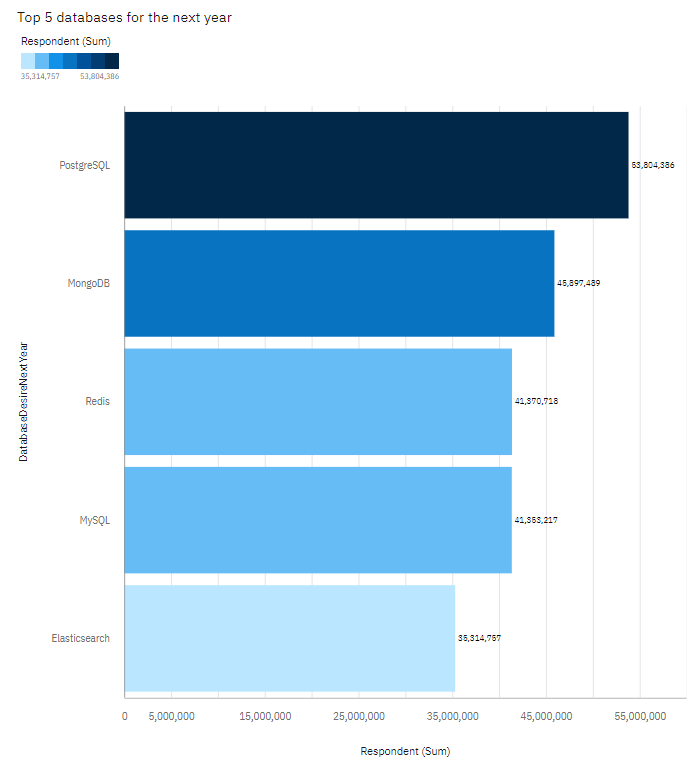 Top 5 databases for the next year
Respondent (Sum)
35,314,757 53,804,386
PostgreSQL 53,804,386
MongoDB 45,897,489
Redis 41,370,718
MySQL 41,353,217
Elasticsearch 35,314,757
DatabaseDesireNextYear
0 5,000,000 15,000,000 25,000,000 35,000,000 45,000,000 55,000,000
Respondent (Sum)